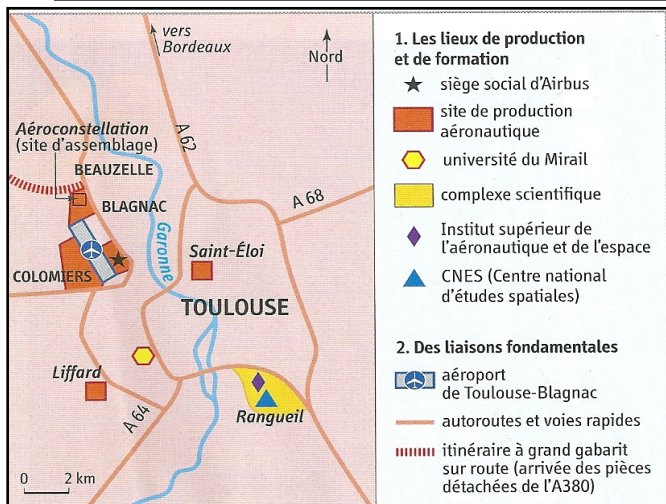 vers
Bordeaux
Nord
A 62
Aéroconstellation
(site d'assemblage)
BEAUZELLE
BLAGNAC
A 68
Garonne
Saint-Éloi
COLOMIERS
TOULOUSE
Liffard
A 64
Rangueil
0 2 km
1. Les lieux de production
et de formation
siège social d'Airbus
site de production
aéronautique
université du Mirail
complexe scientifique
Institut supérieur de
l'aéronautique et de l'espace
CNES (Centre national
d'études spatiales)
2. Des liaisons fondamentales
aéroport
de Toulouse-Blagnac
autoroutes et voies rapides
itinéraire à grand gabarit
sur route (arrivée des pièces
détachées de l'A380)